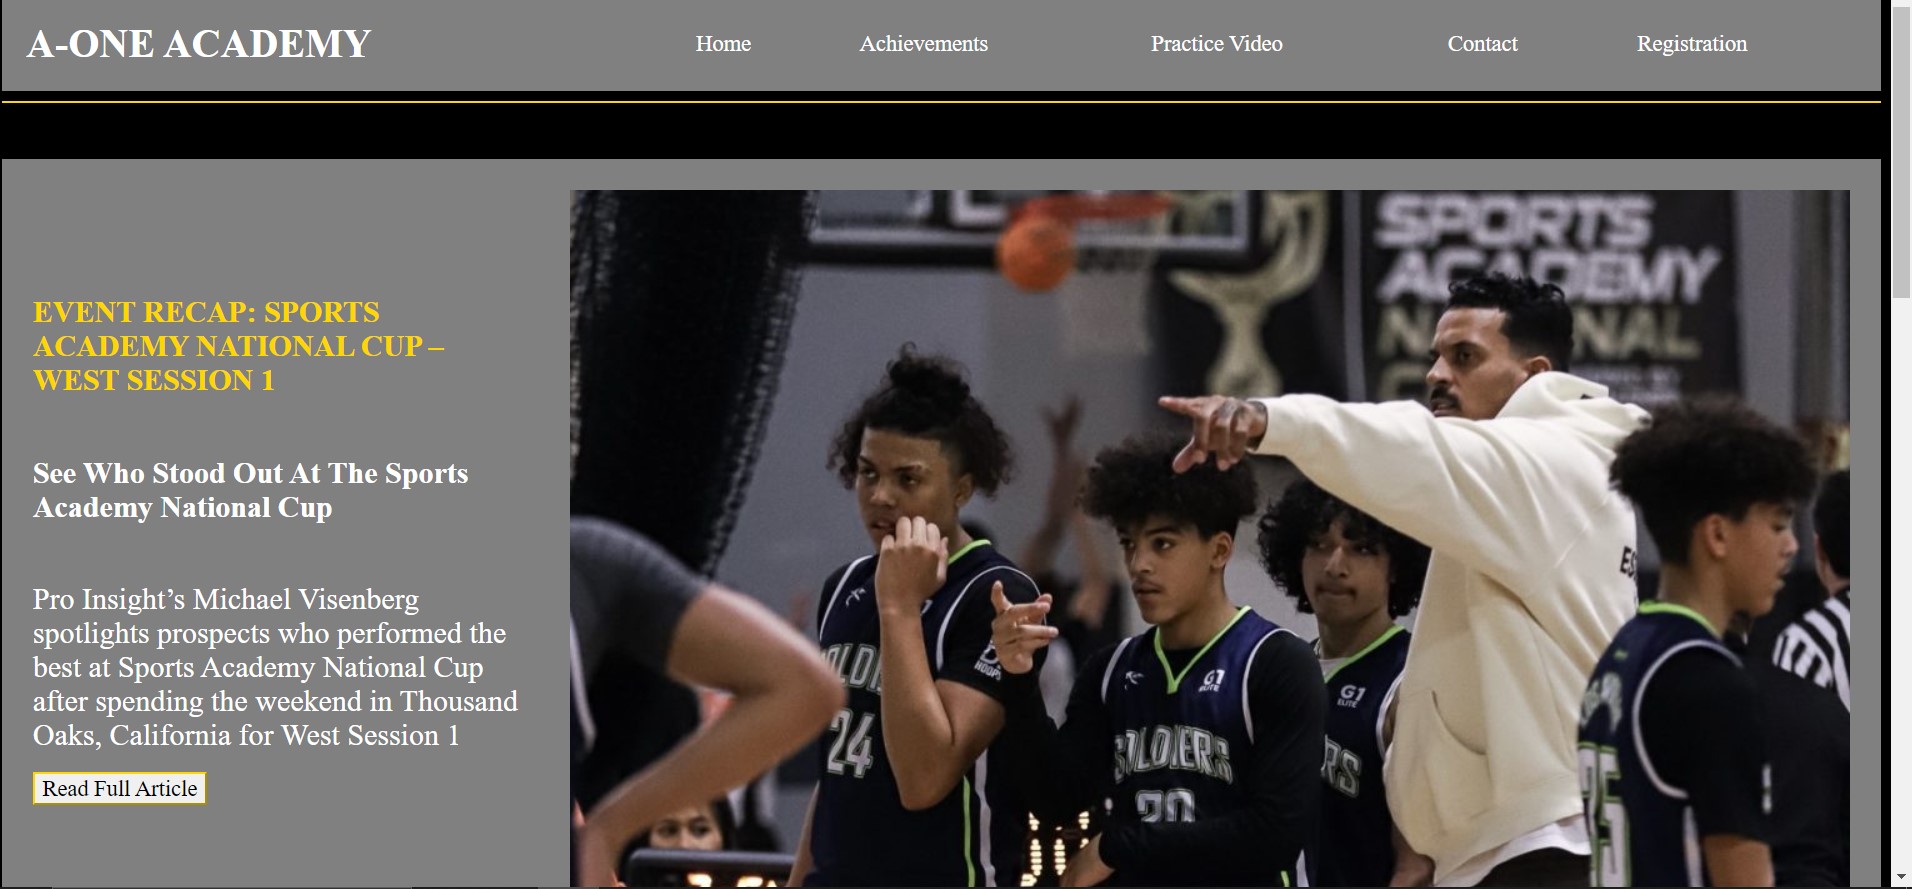 A-ONE ACADEMY
Home
Achievements
Practice Video
Contact
Registration
EVENT RECAP: SPORTS
ACADEMY NATIONAL CUP –
WEST SESSION 1
See Who Stood Out At The Sports
Academy National Cup
Pro Insight’s Michael Visenberg
spotlights prospects who performed the
best at Sports Academy National Cup
after spending the weekend in Thousand
Oaks, California for West Session 1
Read Full Article
SPORTS
ACADEMY
24
HOOPS
G1
ELITE
SOLDIERS
20
G1
ELITE